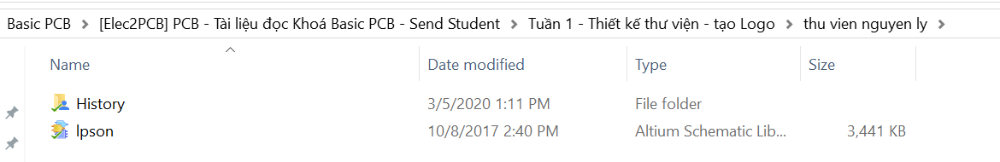 Basic PCB > [Elec2PCB] PCB - Tài liệu đọc Khoá Basic PCB - Send Student > Tuần 1 - Thiết kế thư viện - tạo Logo > thu vien nguyen ly >
Name Date modified Type Size
History 3/5/2020 1:11 PM File folder
lpson 10/8/2017 2:40 PM Altium Schematic Lib... 3,441 KB